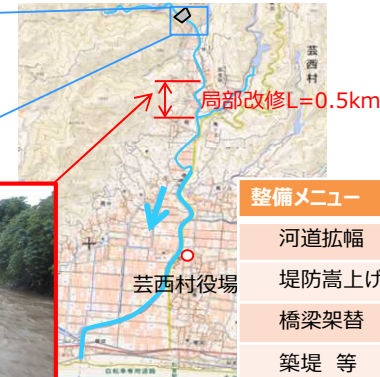 芸西村
局部改修L=0.5km
芸西村役場
整備メニュー
河道拡幅
堤防嵩上げ
橋梁架替
築堤 等